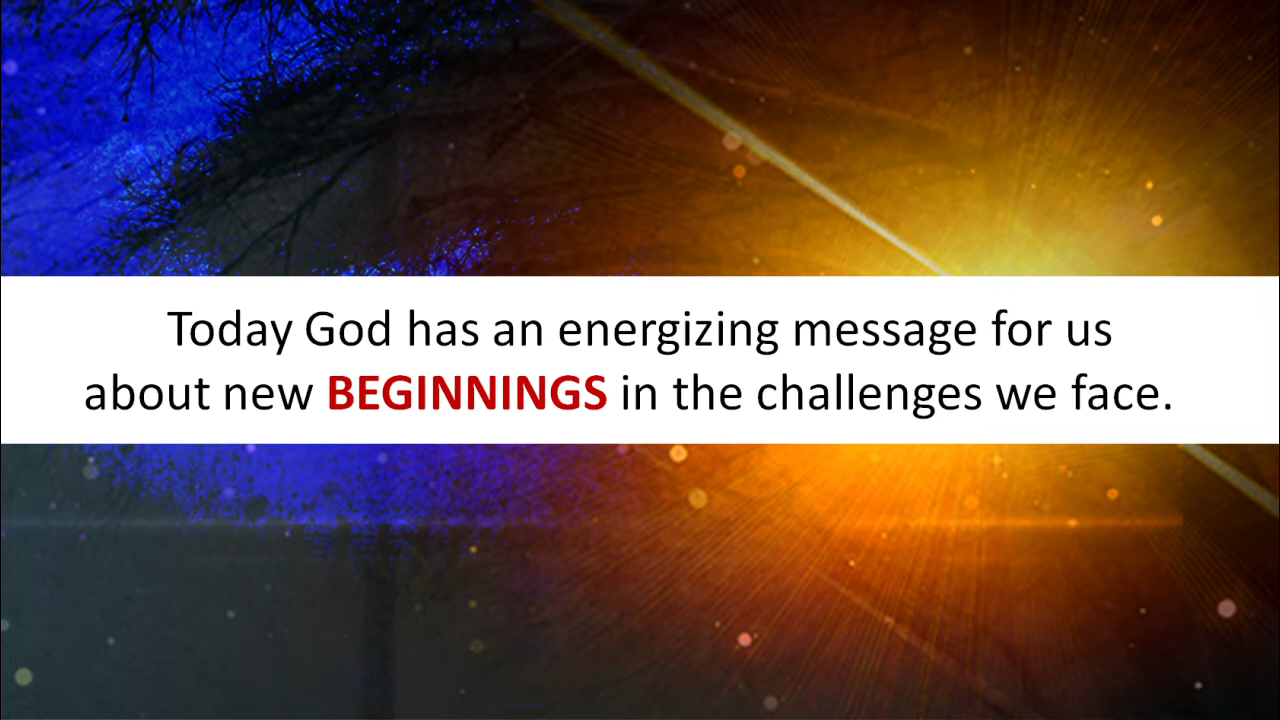 Today God has an energizing message for us
about new BEGINNINGS in the challenges we face.